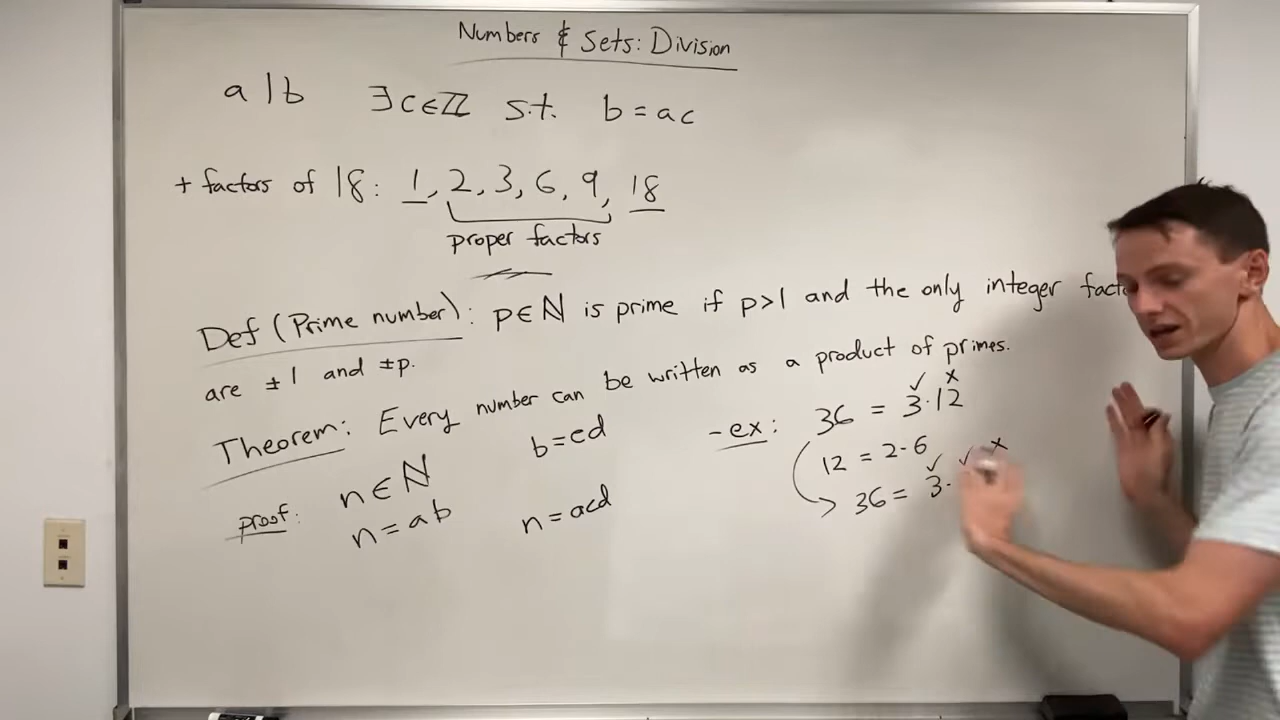 Numbers & Sets: Division
a | b ∃ c ∈ ℤ s.t. b = ac
+ factors of 18: 1, 2, 3, 6, 9, 18
proper factors
Def (Prime number): p ∈ ℕ is prime if p > 1 and the only integer
are ±1 and ±p.
Theorem: Every number can be written as a product of primes.
proof: n ∈ ℕ
n = ab
b = cd
n = acd
- ex: 36 = 3 · 12
✓ x
12 = 2 · 6
36 = 3 ·
✓ ✓ x